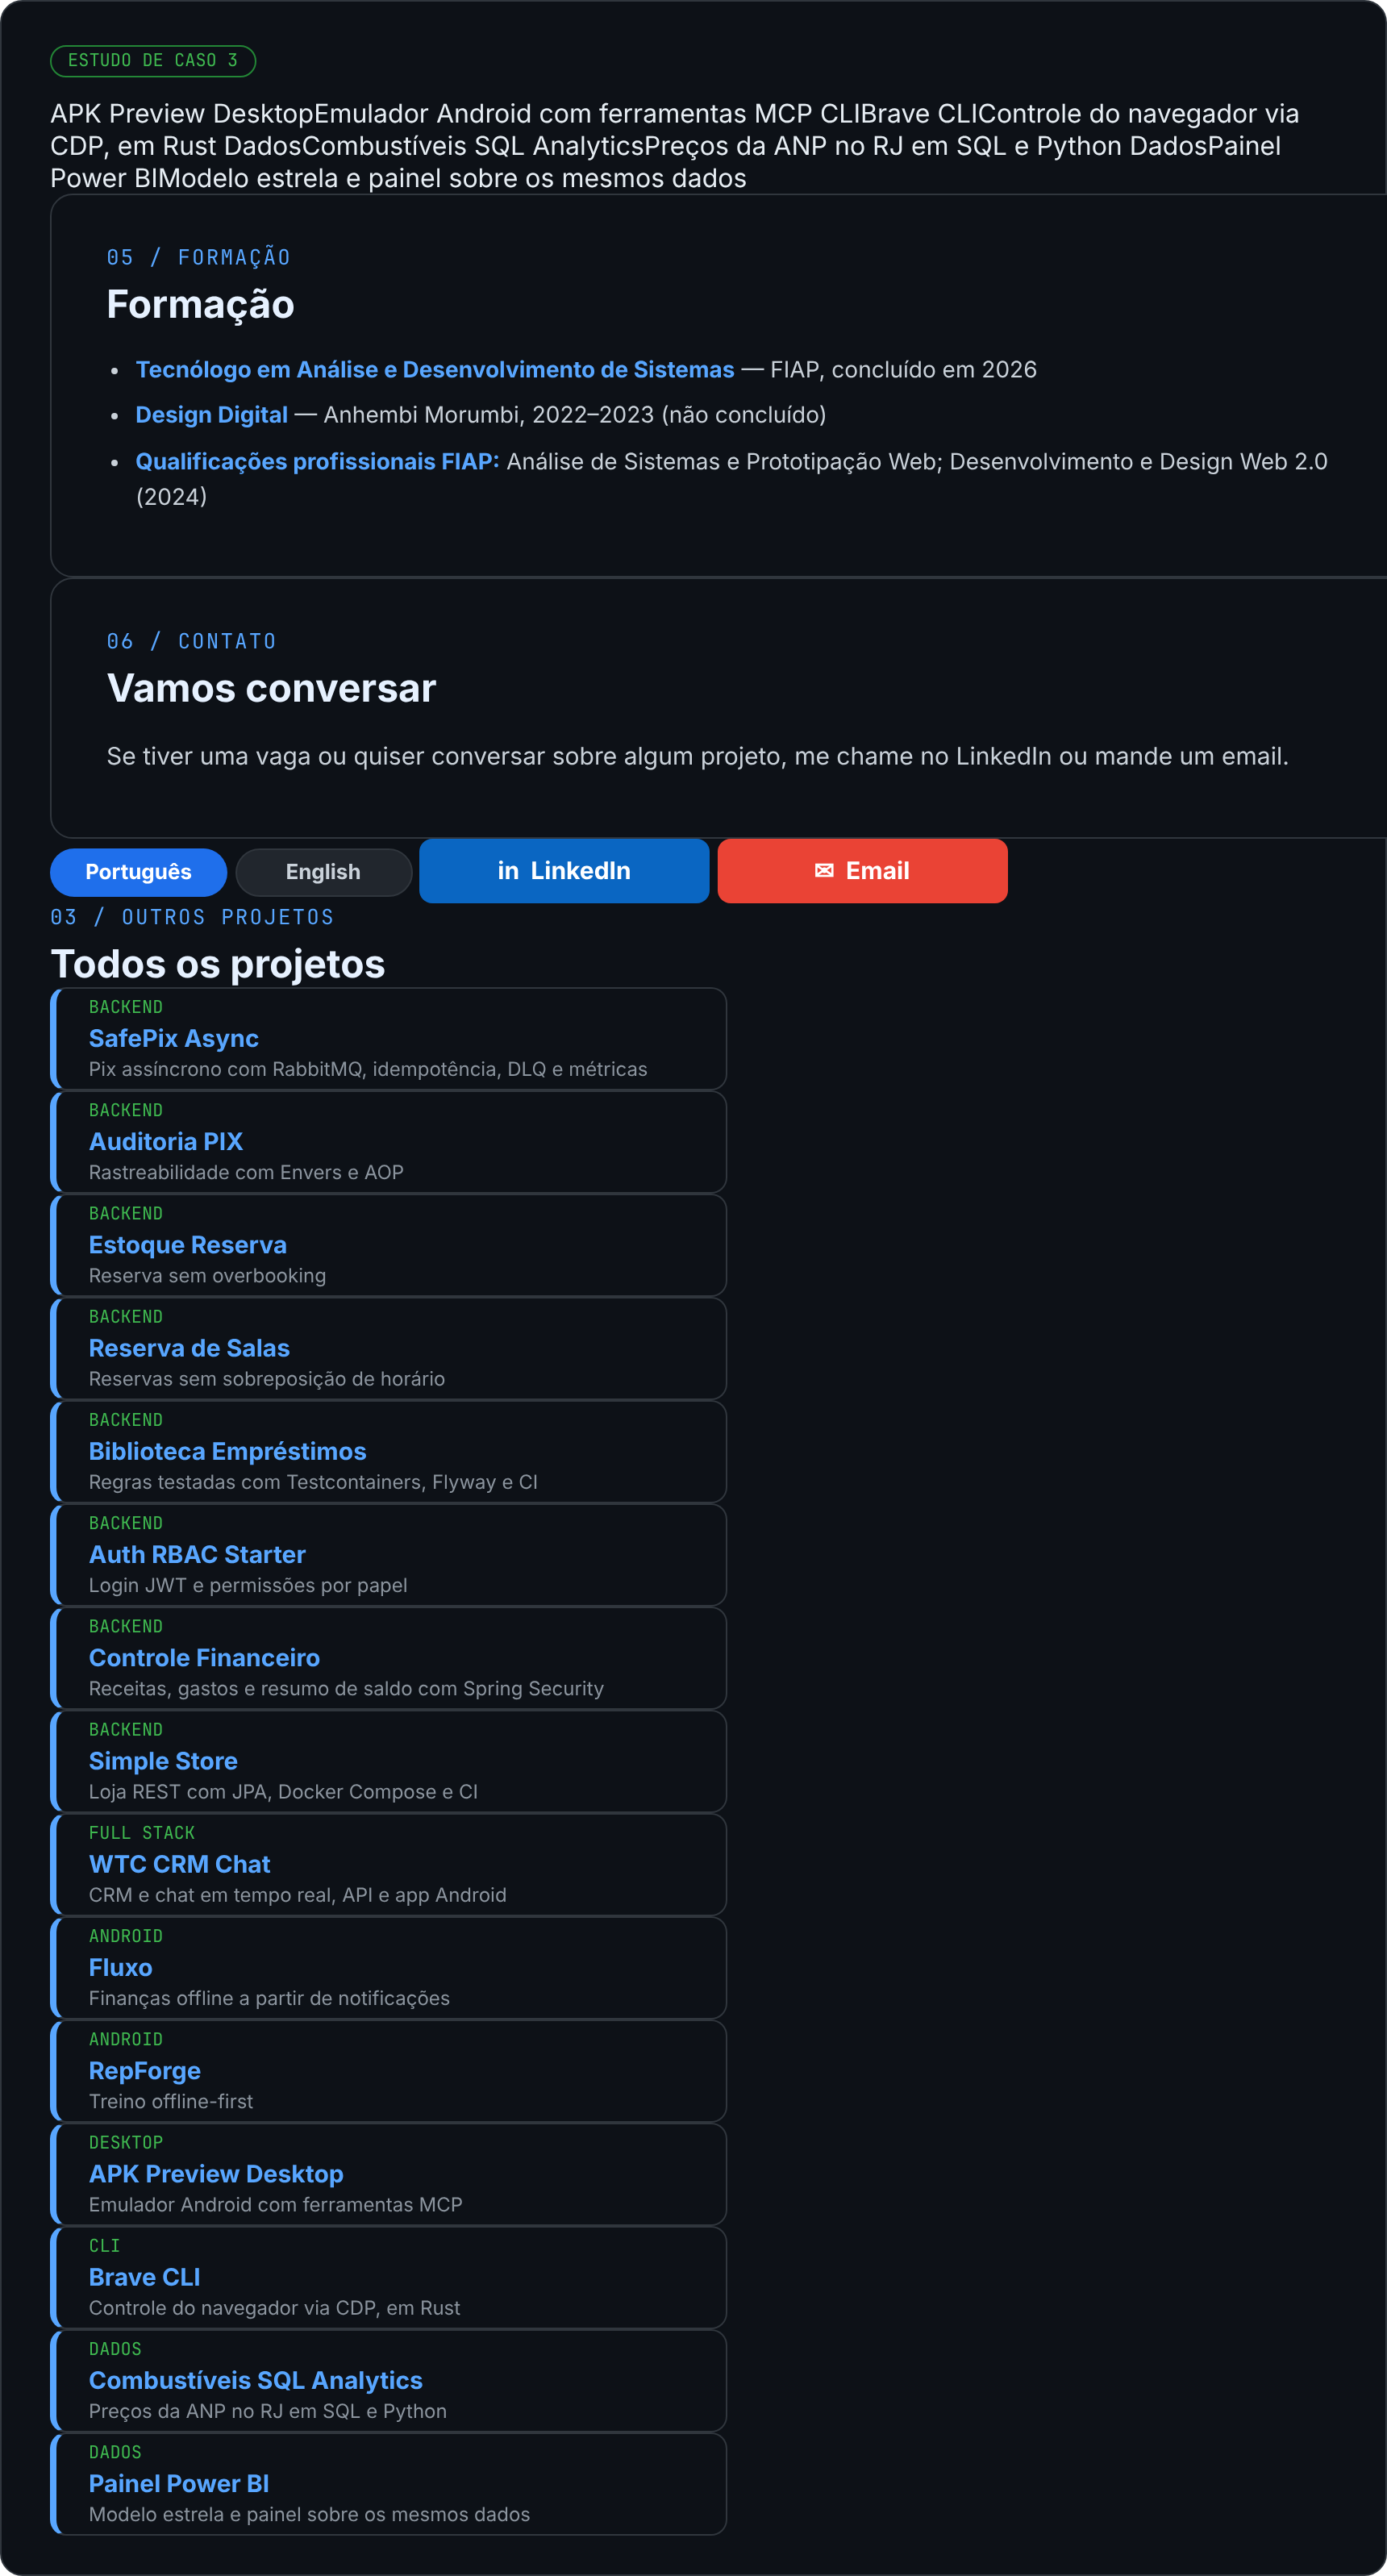 ESTUDO DE CASO 3
APK Preview DesktopEmulador Android com ferramentas MCP CLIBrave CLIControle do navegador via
CDP, em Rust DadosCombustíveis SQL AnalyticsPreços da ANP no RJ em SQL e Python DadosPainel
Power BIModelo estrela e painel sobre os mesmos dados
05 / FORMAÇÃO
Formação
• Tecnólogo em Análise e Desenvolvimento de Sistemas — FIAP, concluído em 2026
• Design Digital — Anhembi Morumbi, 2022–2023 (não concluído)
• Qualificações profissionais FIAP: Análise de Sistemas e Prototipação Web; Desenvolvimento e Design Web 2.0
(2024)
06 / CONTATO
Vamos conversar
Se tiver uma vaga ou quiser conversar sobre algum projeto, me chame no LinkedIn ou mande um email.
Português English in LinkedIn ✉ Email
03 / OUTROS PROJETOS
Todos os projetos
BACKEND
SafePix Async
Pix assíncrono com RabbitMQ, idempotência, DLQ e métricas
BACKEND
Auditoria PIX
Rastreabilidade com Envers e AOP
BACKEND
Estoque Reserva
Reserva sem overbooking
BACKEND
Reserva de Salas
Reservas sem sobreposição de horário
BACKEND
Biblioteca Empréstimos
Regras testadas com Testcontainers, Flyway e CI
BACKEND
Auth RBAC Starter
Login JWT e permissões por papel
BACKEND
Controle Financeiro
Receitas, gastos e resumo de saldo com Spring Security
BACKEND
Simple Store
Loja REST com JPA, Docker Compose e CI
FULL STACK
WTC CRM Chat
CRM e chat em tempo real, API e app Android
ANDROID
Fluxo
Finanças offline a partir de notificações
ANDROID
RepForge
Treino offline-first
DESKTOP
APK Preview Desktop
Emulador Android com ferramentas MCP
CLI
Brave CLI
Controle do navegador via CDP, em Rust
DADOS
Combustíveis SQL Analytics
Preços da ANP no RJ em SQL e Python
DADOS
Painel Power BI
Modelo estrela e painel sobre os mesmos dados